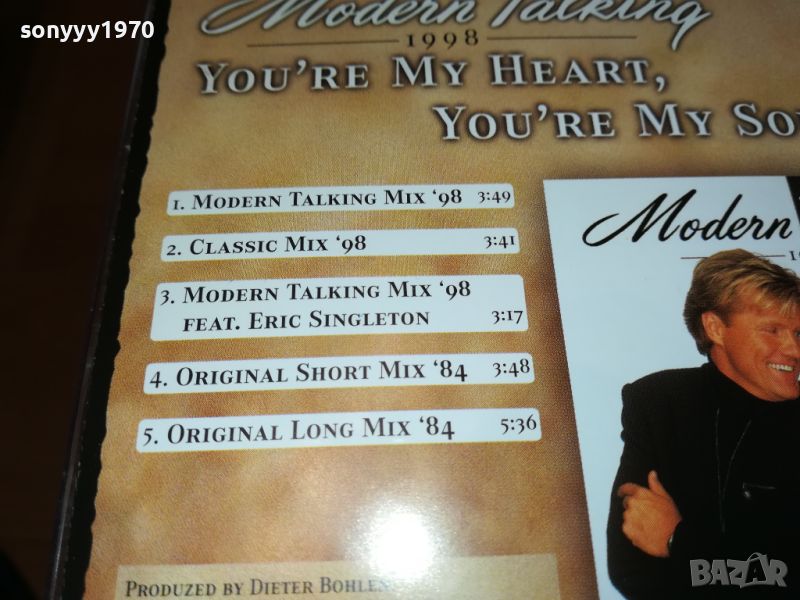 sonyyy1970
Modern Talking
1998
YOU'RE MY HEART,
YOU'RE MY
1. MODERN TALKING MIX '98 3:49
2. CLASSIC MIX '98 3:41
3. MODERN TALKING MIX '98
FEAT. ERIC SINGLETON 3:17
4. ORIGINAL SHORT MIX '84 3:48
5. ORIGINAL LONG MIX '84 5:36
Modern
PRODUZED BY DIETER BOHLEN
BAZAR